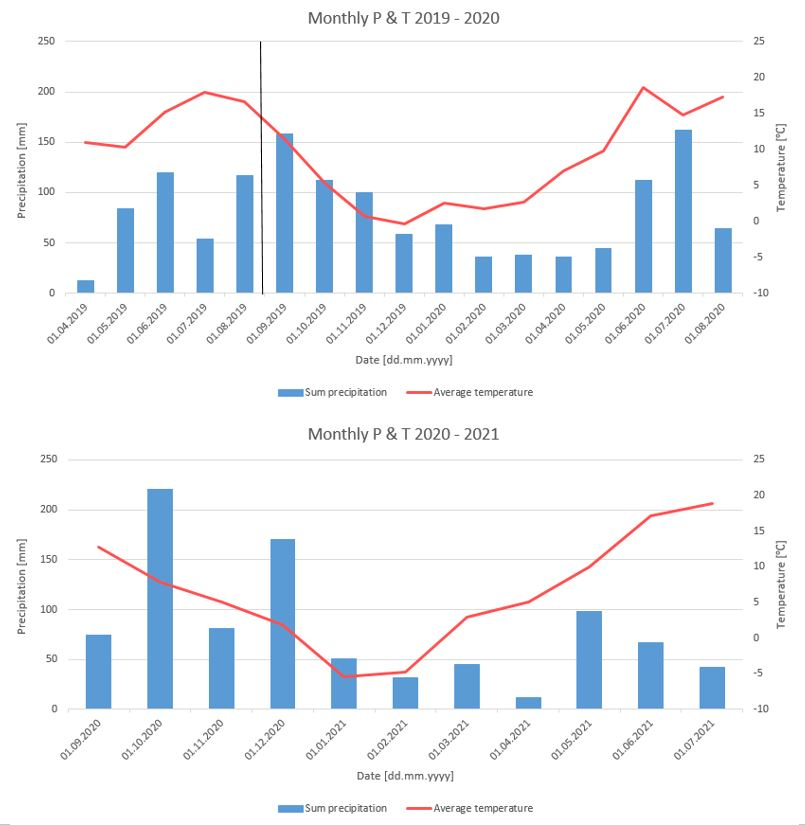 Monthly P & T 2019 - 2020
250
200
150
100
50
0
Precipitation [mm]
25
20
15
10
5
0
-5
-10
Temperature [°C]
01.04.2019 01.05.2019 01.06.2019 01.07.2019 01.08.2019 01.09.2019 01.10.2019 01.11.2019 01.12.2019 01.01.2020 01.02.2020 01.03.2020 01.04.2020 01.05.2020 01.06.2020 01.07.2020 01.08.2020
Date [dd.mm.yyyy]
Sum precipitation Average temperature
Monthly P & T 2020 - 2021
250
200
150
100
50
0
Precipitation [mm]
25
20
15
10
5
0
-5
-10
Temperature [°C]
01.09.2020 01.10.2020 01.11.2020 01.12.2020 01.01.2021 01.02.2021 01.03.2021 01.04.2021 01.05.2021 01.06.2021 01.07.2021
Date [dd.mm.yyyy]
Sum precipitation Average temperature